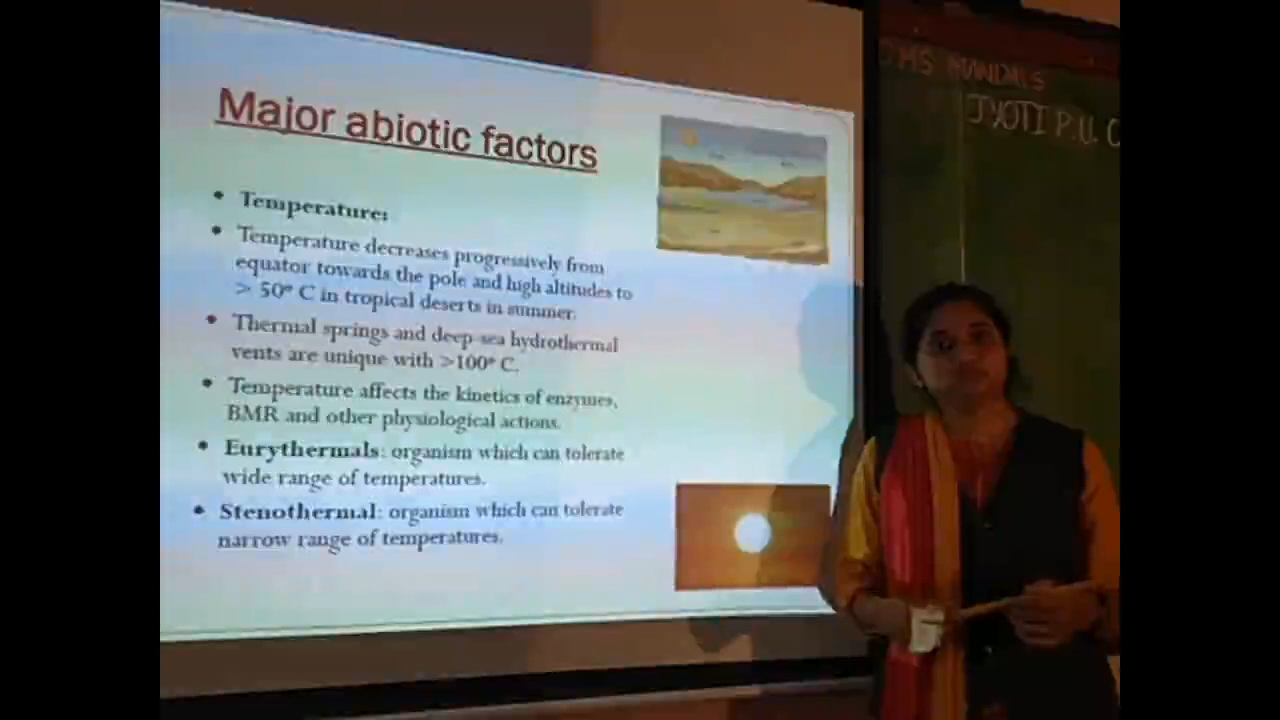 Major abiotic factors
• Temperature:
• Temperature decreases progressively from
equator towards the pole and high altitudes to
> 50° C in tropical deserts in summer.
• Thermal springs and deep-sea hydrothermal
vents are unique with >100° C.
• Temperature affects the kinetics of enzymes,
BMR and other physiological actions.
• Eurythermals: organism which can tolerate
wide range of temperatures.
• Stenothermal: organism which can tolerate
narrow range of temperatures.
MANDAL'S
JYOTI P.U. C